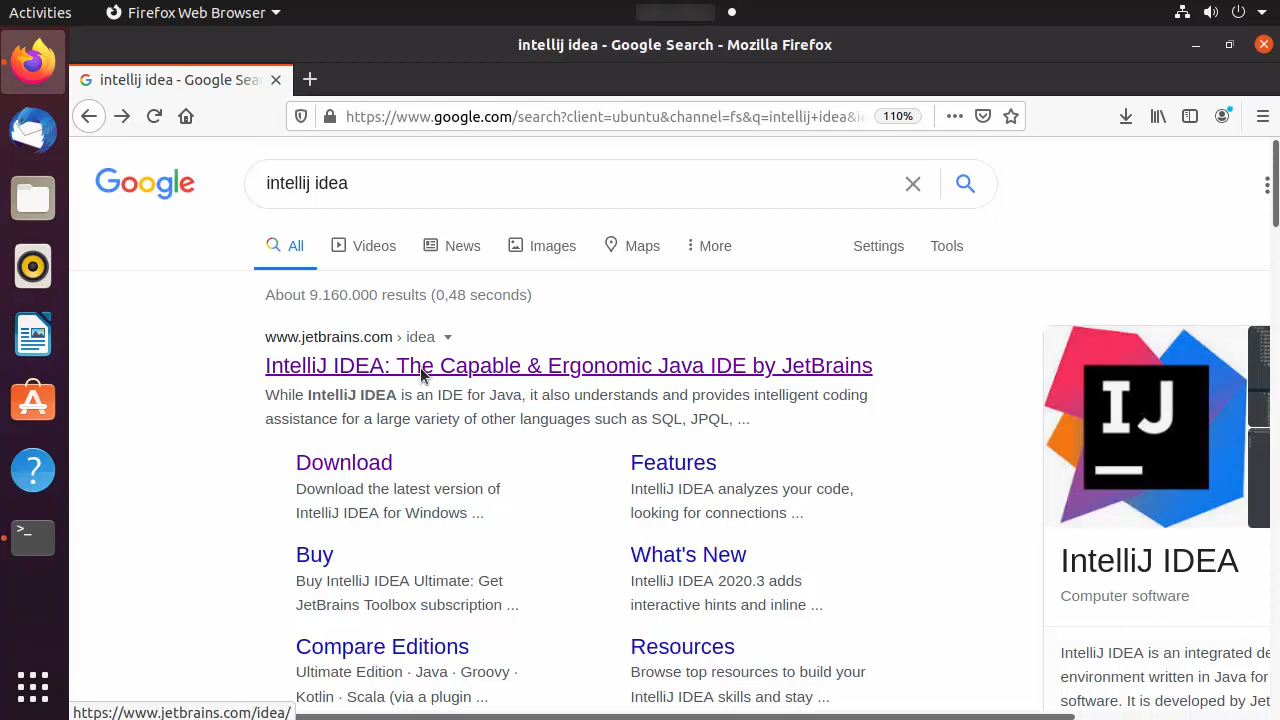 Activities
Firefox Web Browser
intellij idea - Google Search - Mozilla Firefox
intellij idea - Google Sear
https://www.google.com/search?client=ubuntu&channel=fs&q=intellij+idea&ie
110%
Google
intellij idea
All
Videos
News
Images
Maps
More
Settings
Tools
About 9.160.000 results (0,48 seconds)
www.jetbrains.com › idea
IntelliJ IDEA: The Capable & Ergonomic Java IDE by JetBrains
While IntelliJ IDEA is an IDE for Java, it also understands and provides intelligent coding
assistance for a large variety of other languages such as SQL, JPQL, ...
Download
Download the latest version of
IntelliJ IDEA for Windows ...
Features
IntelliJ IDEA analyzes your code,
looking for connections ...
Buy
Buy IntelliJ IDEA Ultimate: Get
JetBrains Toolbox subscription ...
What's New
IntelliJ IDEA 2020.3 adds
interactive hints and inline ...
Compare Editions
Ultimate Edition · Java · Groovy ·
Kotlin · Scala (via a plugin ...
Resources
Browse top resources to build your
IntelliJ IDEA skills and stay ...
IJ
IntelliJ IDEA
Computer software
IntelliJ IDEA is an integrated de
environment written in Java for
software. It is developed by Jet
https://www.jetbrains.com/idea/